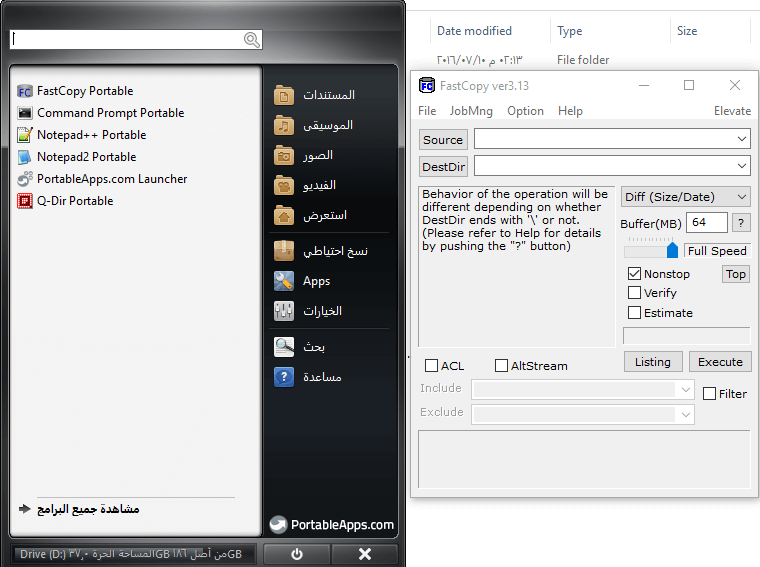 FastCopy Portable
Command Prompt Portable
Notepad++ Portable
Notepad2 Portable
PortableApps.com Launcher
Q-Dir Portable
مشاهدة جميع البرامج
المستندات
الموسيقى
الصور
الفيديو
استعرض
نسخ احتياطي
Apps
الخيارات
بحث
مساعدة
PortableApps.com
Drive (D:) ٣٧٫٠ المساحة الحرةGB من أصل ١٨٦GB
Date modified Type Size
٢٠١٦/٠٧/١٠ ٠٢:١٣ م File folder
FastCopy ver3.13
File JobMng Option Help Elevate
Source
DestDir
Behavior of the operation will be
different depending on whether
DestDir ends with '\' or not.
(Please refer to Help for details
by pushing the "?" button)
Diff (Size/Date)
Buffer(MB) 64 ?
Full Speed
Nonstop Top
Verify
Estimate
Listing Execute
ACL AltStream
Include
Filter
Exclude